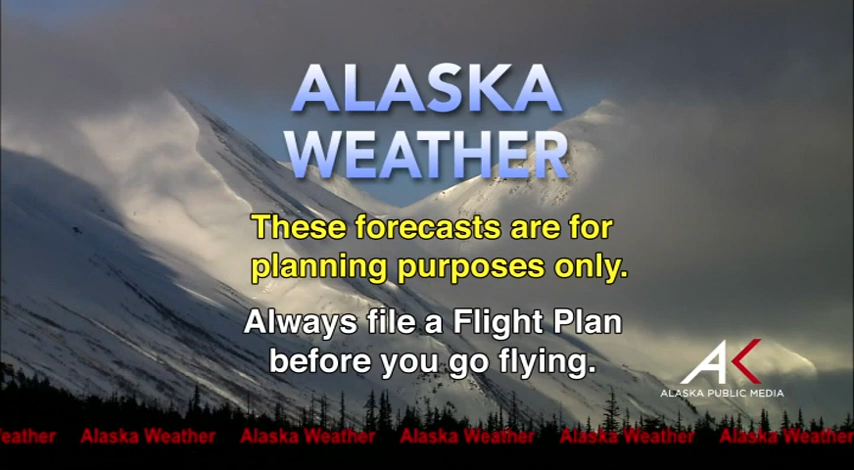 ALASKA
WEATHER
These forecasts are for
planning purposes only.
Always file a Flight Plan
before you go flying.
AK
ALASKA PUBLIC MEDIA
eather Alaska Weather Alaska Weather Alaska Weather Alaska Weather Alaska Weather